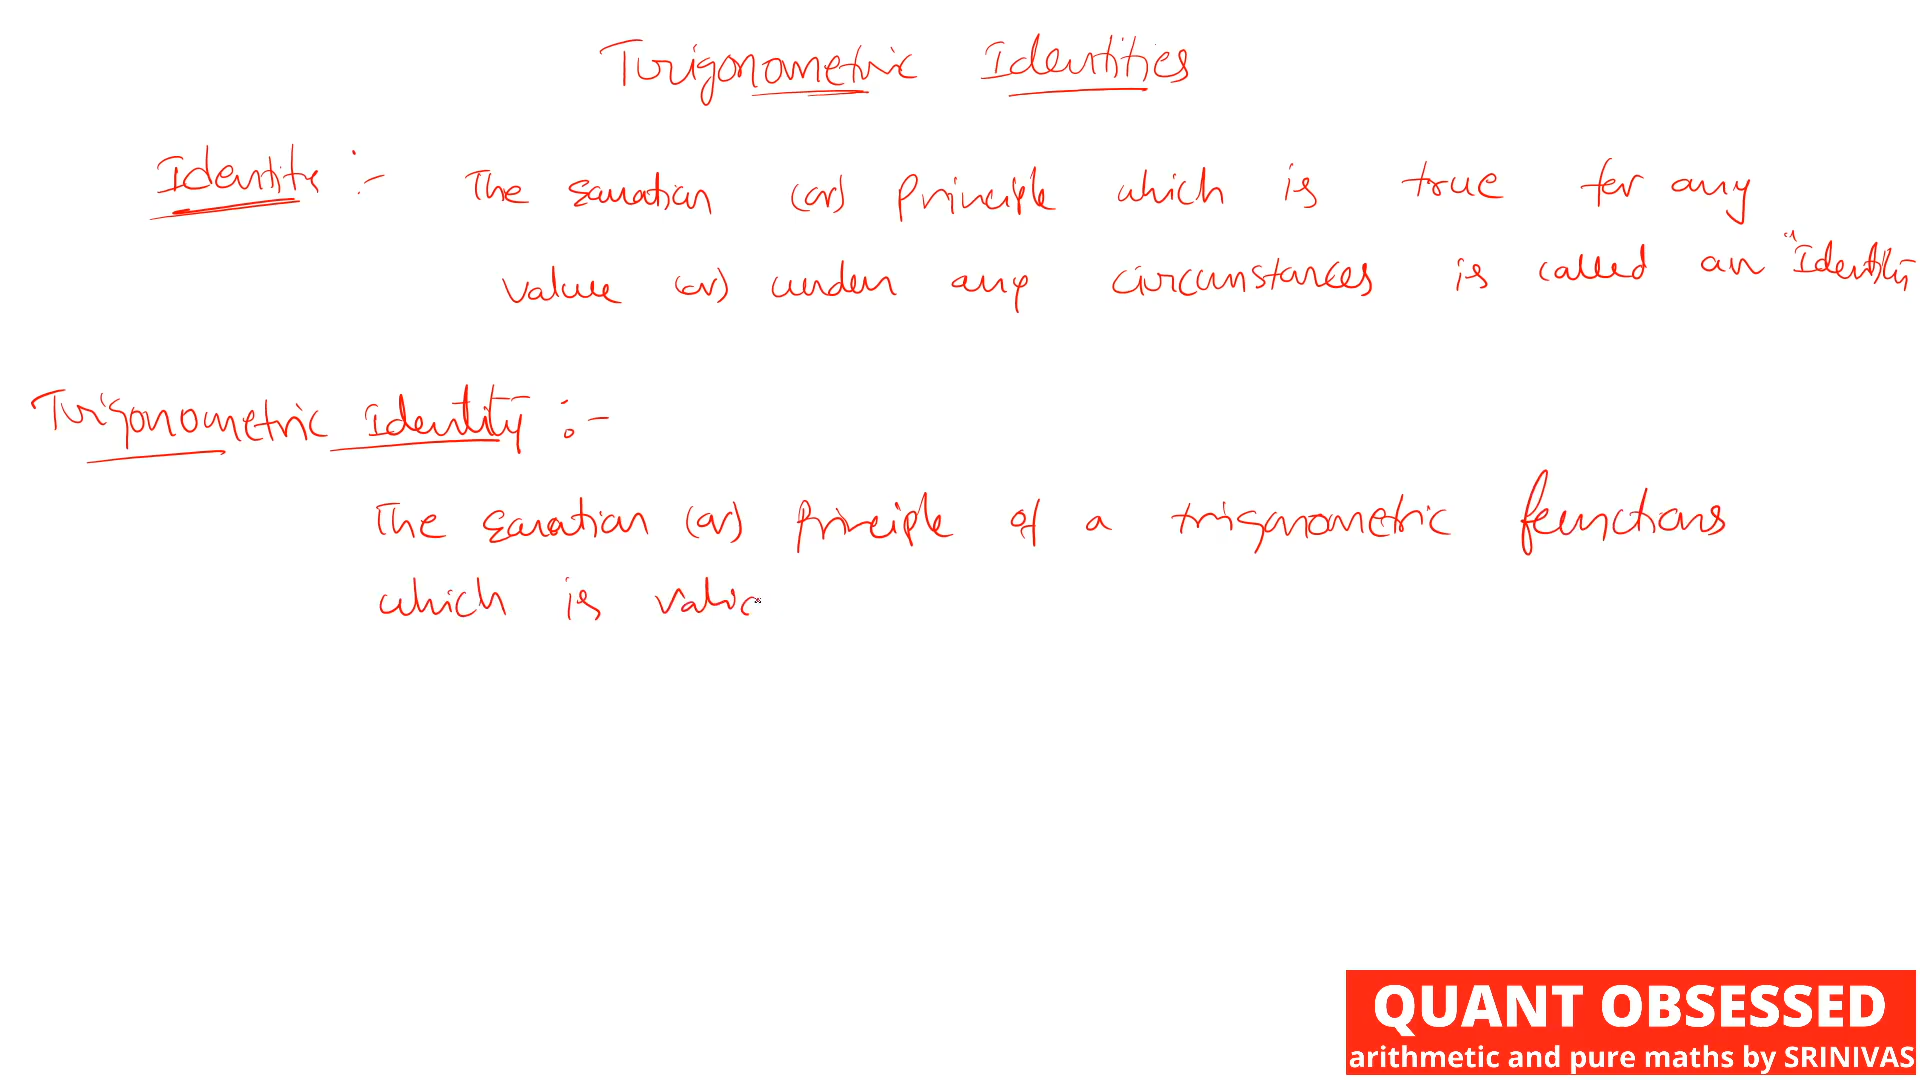 Trigonometric Identities
Identity :- The Equation (or) Principle which is true for any
value (or) under any circumstances is called an "Identity
Trigonometric Identity :-
The Equation (or) Principle of a trigonometric functions
which is valid
QUANT OBSESSED
arithmetic and pure maths by SRINIVAS